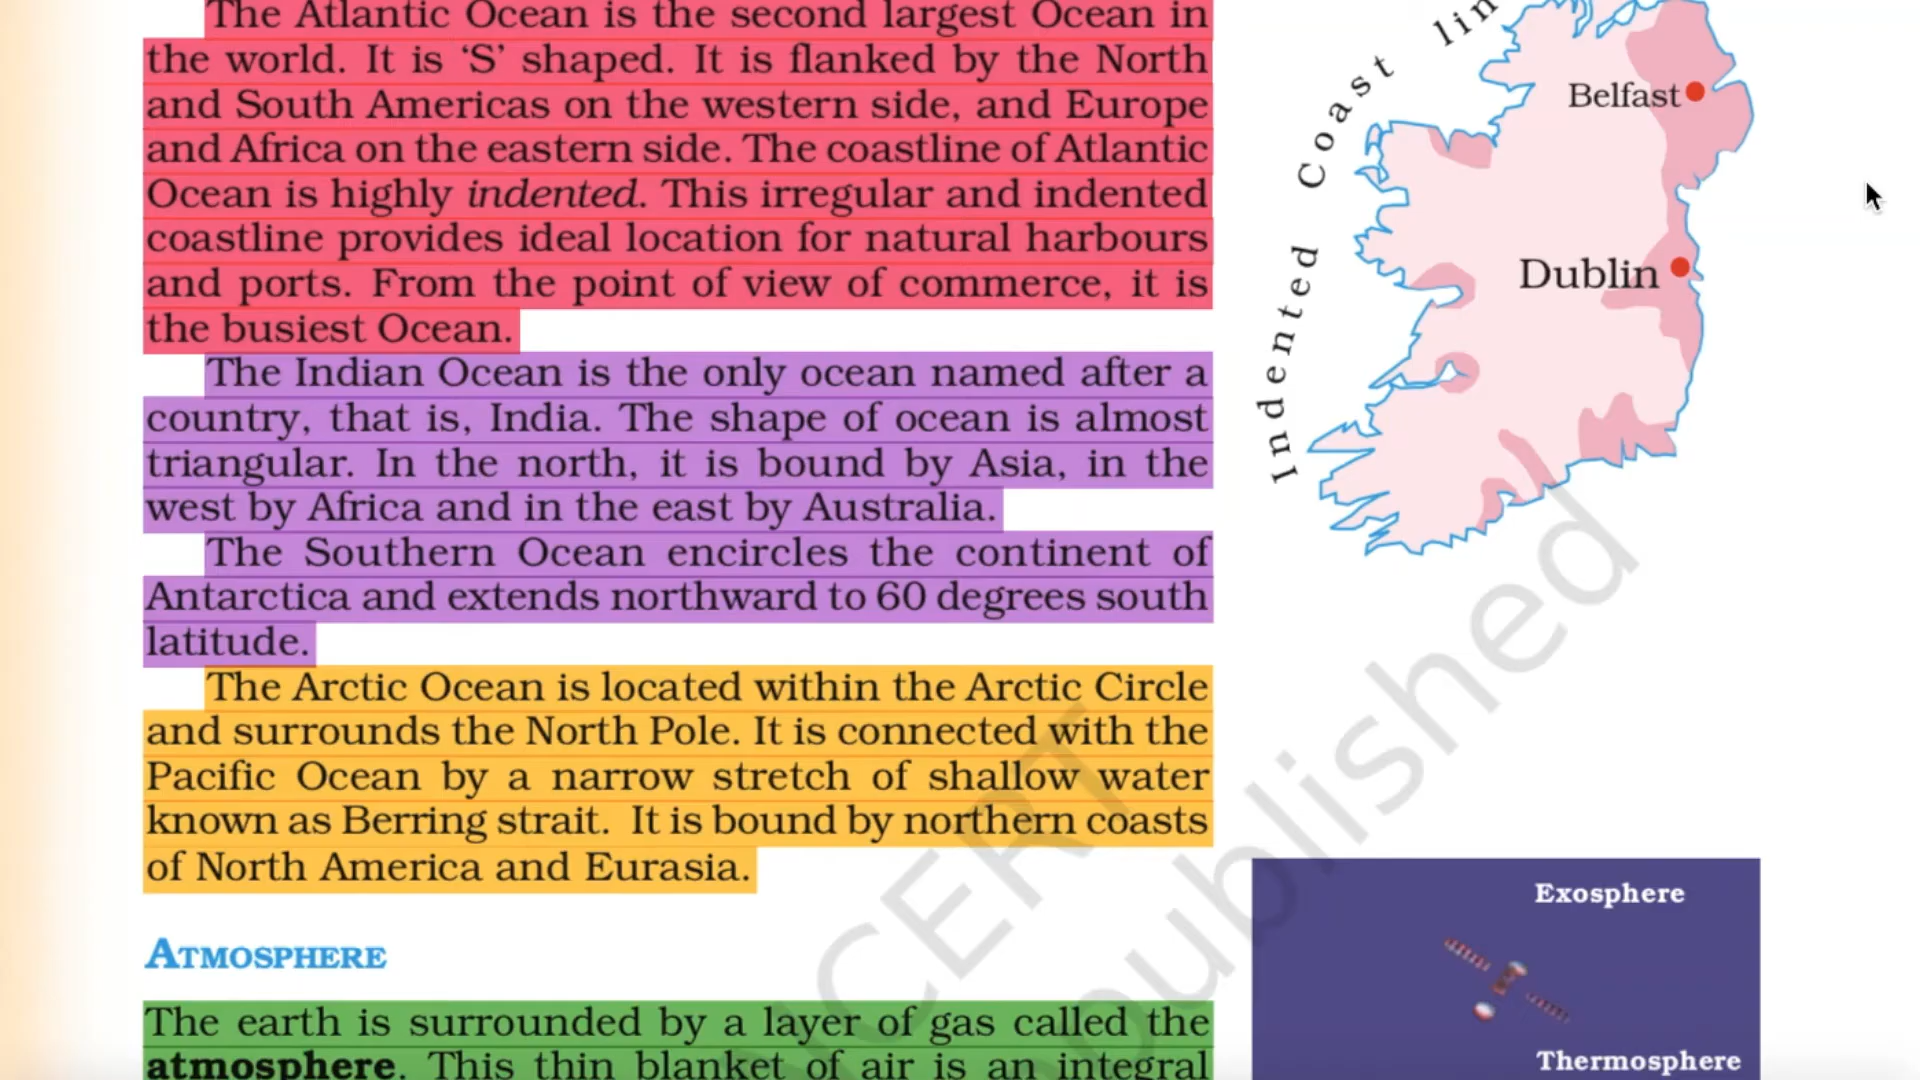 The Atlantic Ocean is the second largest Ocean in
the world. It is ‘S’ shaped. It is flanked by the North
and South Americas on the western side, and Europe
and Africa on the eastern side. The coastline of Atlantic
Ocean is highly indented. This irregular and indented
coastline provides ideal location for natural harbours
and ports. From the point of view of commerce, it is
the busiest Ocean.
The Indian Ocean is the only ocean named after a
country, that is, India. The shape of ocean is almost
triangular. In the north, it is bound by Asia, in the
west by Africa and in the east by Australia.
The Southern Ocean encircles the continent of
Antarctica and extends northward to 60 degrees south
latitude.
The Arctic Ocean is located within the Arctic Circle
and surrounds the North Pole. It is connected with the
Pacific Ocean by a narrow stretch of shallow water
known as Berring strait. It is bound by northern coasts
of North America and Eurasia.
ATMOSPHERE
The earth is surrounded by a layer of gas called the
atmosphere. This thin blanket of air is an integral
Indented Coast lin
Belfast
Dublin
Exosphere
Thermosphere
NCERT
published